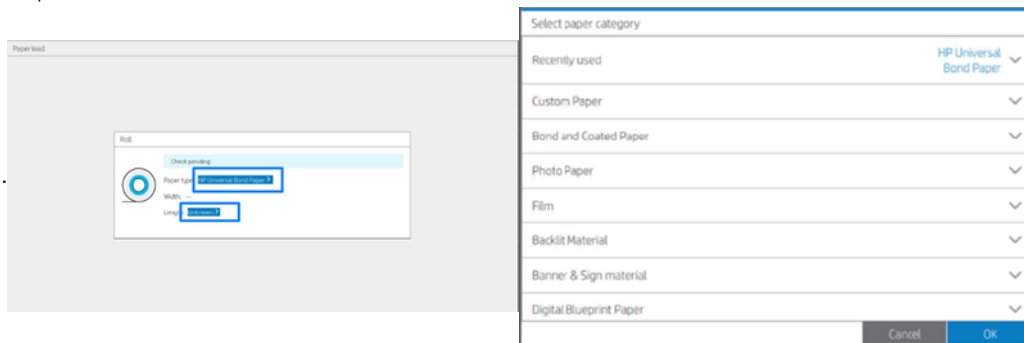 Paper load
Roll
Check pending
Paper type HP Universal Bond Paper >
Width: --
Length Unknown >
Select paper category
Recently used
HP Universal
Bond Paper
Custom Paper
Bond and Coated Paper
Photo Paper
Film
Backlit Material
Banner & Sign material
Digital Blueprint Paper
Cancel
OK